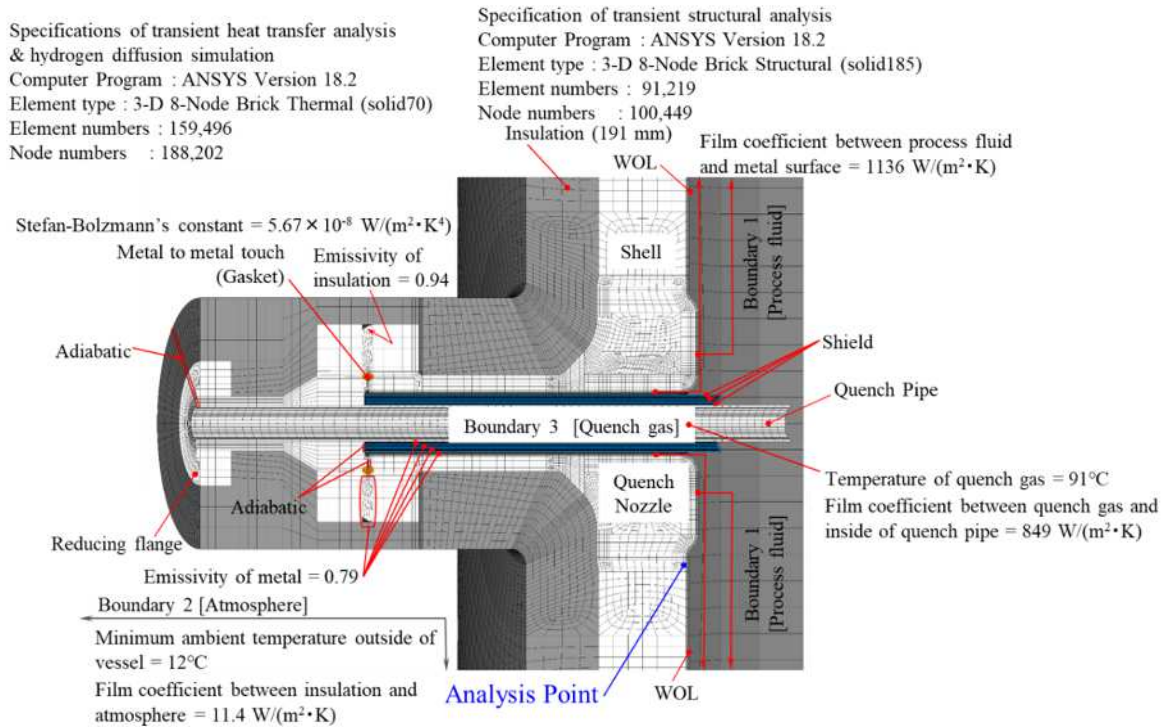 Specifications of transient heat transfer analysis
& hydrogen diffusion simulation
Computer Program : ANSYS Version 18.2
Element type : 3-D 8-Node Brick Thermal (solid70)
Element numbers : 159,496
Node numbers : 188,202
Specification of transient structural analysis
Computer Program : ANSYS Version 18.2
Element type : 3-D 8-Node Brick Structural (solid185)
Element numbers : 91,219
Node numbers : 100,449
Insulation (191 mm)
WOL
Film coefficient between process fluid
and metal surface = 1136 W/(m²・K)
Stefan-Bolzmann's constant = 5.67×10⁻⁸ W/(m²・K⁴)
Metal to metal touch
(Gasket)
Emissivity of
insulation = 0.94
Shell
Boundary 1
[Process fluid]
Adiabatic
Shield
Quench Pipe
Boundary 3 [Quench gas]
Adiabatic
Quench
Nozzle
Temperature of quench gas = 91℃
Film coefficient between quench gas and
inside of quench pipe = 849 W/(m²・K)
Reducing flange
Emissivity of metal = 0.79
Boundary 1
[Process fluid]
Boundary 2 [Atmosphere]
Minimum ambient temperature outside of
vessel = 12℃
Film coefficient between insulation and
atmosphere = 11.4 W/(m²・K)
Analysis Point
WOL